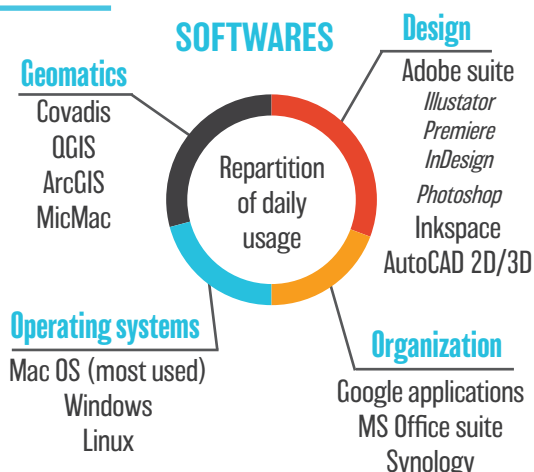 SOFTWARES
Geomatics
Covadis
QGIS
ArcGIS
MicMac
Design
Adobe suite
Illustator
Premiere
InDesign
Photoshop
Inkspace
AutoCAD 2D/3D
Repartition
of daily
usage
Operating systems
Mac OS (most used)
Windows
Linux
Organization
Google applications
MS Office suite
Synology